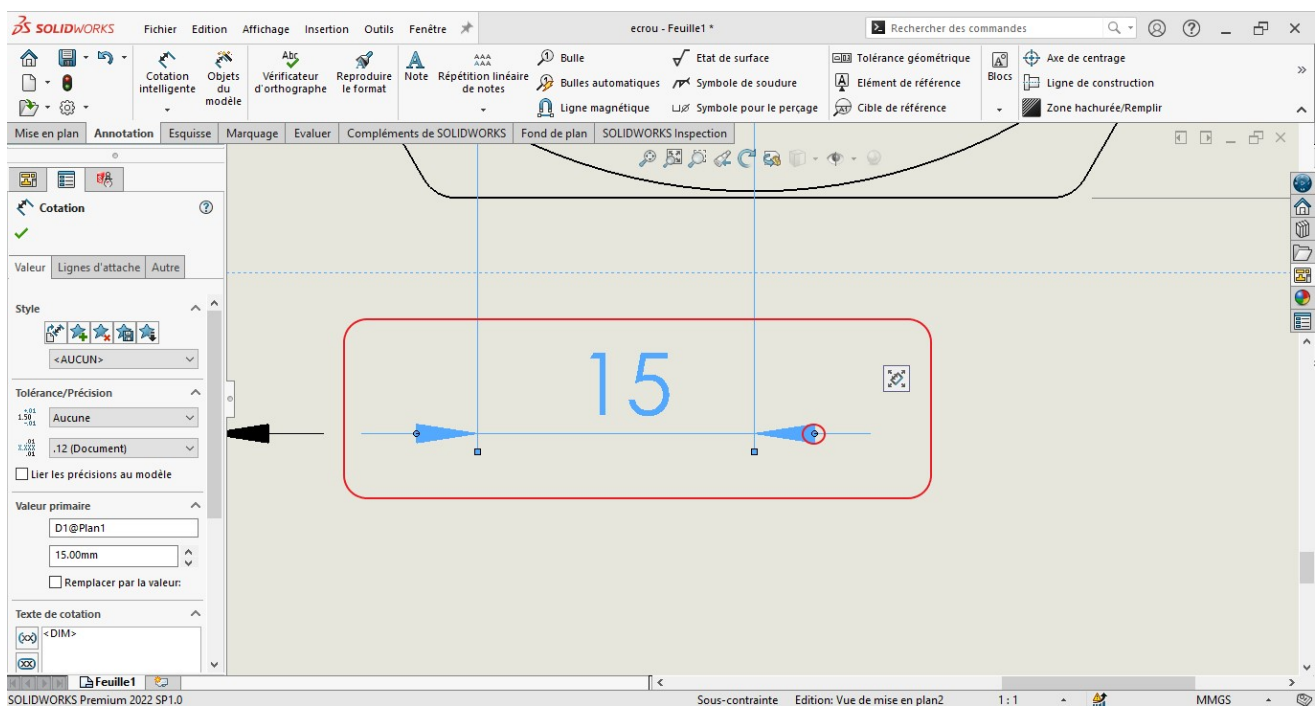 SOLIDWORKS Fichier Edition Affichage Insertion Outils Fenêtre ecrou - Feuille1 * Rechercher des commandes
Cotation intelligente
Objets du modèle
Vérificateur d'orthographe
Reproduire le format
Note
Répétition linéaire de notes
Bulle
Bulles automatiques
Ligne magnétique
Etat de surface
Symbole de soudure
Symbole pour le perçage
Tolérance géométrique
Elément de référence
Cible de référence
Blocs
Axe de centrage
Ligne de construction
Zone hachurée/Remplir
Mise en plan Annotation Esquisse Marquage Evaluer Compléments de SOLIDWORKS Fond de plan SOLIDWORKS Inspection
Cotation
Valeur Lignes d'attache Autre
Style
<AUCUN>
Tolérance/Précision
Aucune
.12 (Document)
Lier les précisions au modèle
Valeur primaire
D1@Plan1
15.00mm
Remplacer par la valeur:
Texte de cotation
<DIM>
15
Feuille1
SOLIDWORKS Premium 2022 SP1.0 Sous-contrainte Edition: Vue de mise en plan2 1:1 MMGS